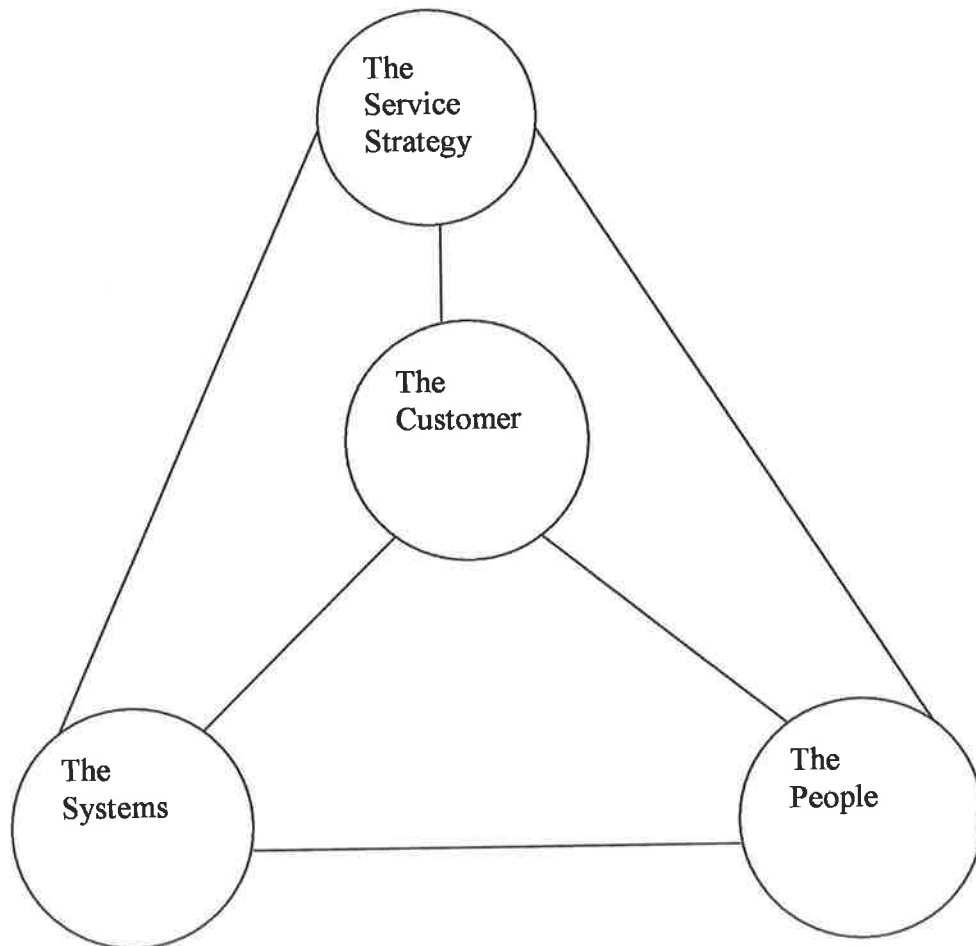 The
Service
Strategy
The
Customer
The
Systems
The
People